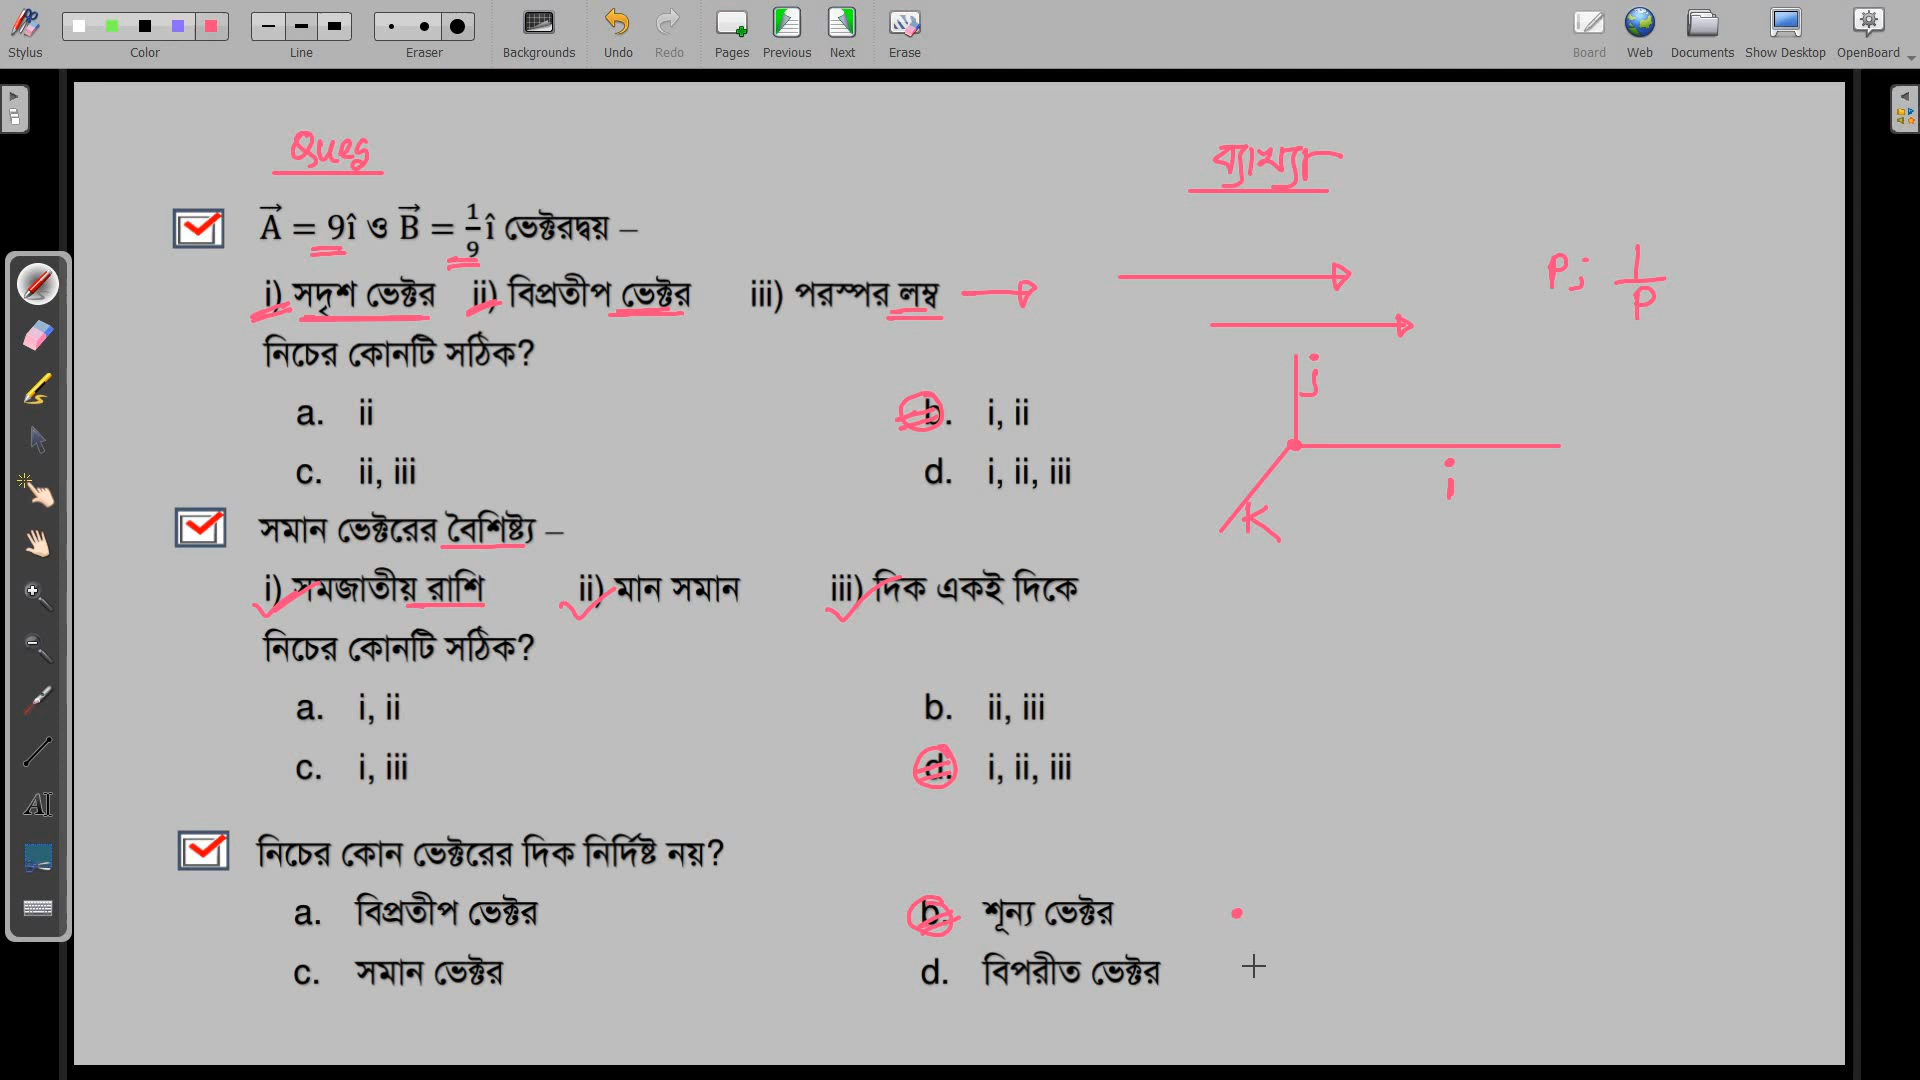 Stylus Color Line Eraser Backgrounds Undo Redo Pages Previous Next Erase Board Web Documents Show Desktop OpenBoard
Ques
ব্যাখ্যা
A⃗ = 9î ও B⃗ = 1/9 î ভেক্টরদ্বয় –
i) সদৃশ ভেক্টর ii) বিপ্রতীপ ভেক্টর iii) পরস্পর লম্ব
P; 1/P
নিচের কোনটি সঠিক?
j
a. ii b. i, ii
c. ii, iii d. i, ii, iii
i
K
সমান ভেক্টরের বৈশিষ্ট্য –
i) সমজাতীয় রাশি ii) মান সমান iii) দিক একই দিকে
নিচের কোনটি সঠিক?
a. i, ii b. ii, iii
c. i, iii d. i, ii, iii
নিচের কোন ভেক্টরের দিক নির্দিষ্ট নয়?
a. বিপ্রতীপ ভেক্টর b. শূন্য ভেক্টর
c. সমান ভেক্টর d. বিপরীত ভেক্টর
AI